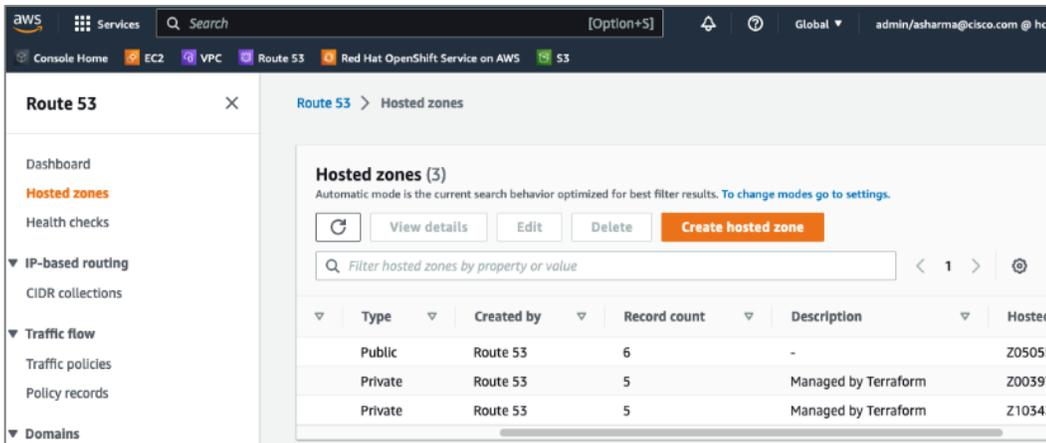 aws Services Search [Option+S] Global ▼ admin/asharma@cisco.com @ ho
Console Home EC2 VPC Route 53 Red Hat OpenShift Service on AWS S3
Route 53
Dashboard
Hosted zones
Health checks
▼ IP-based routing
CIDR collections
▼ Traffic flow
Traffic policies
Policy records
▼ Domains
Route 53 > Hosted zones
Hosted zones (3)
Automatic mode is the current search behavior optimized for best filter results. To change modes go to settings.
View details Edit Delete Create hosted zone
Filter hosted zones by property or value < 1 >
Type Created by Record count Description Hoste
Public Route 53 6 - Z0505
Private Route 53 5 Managed by Terraform Z0039
Private Route 53 5 Managed by Terraform Z1034